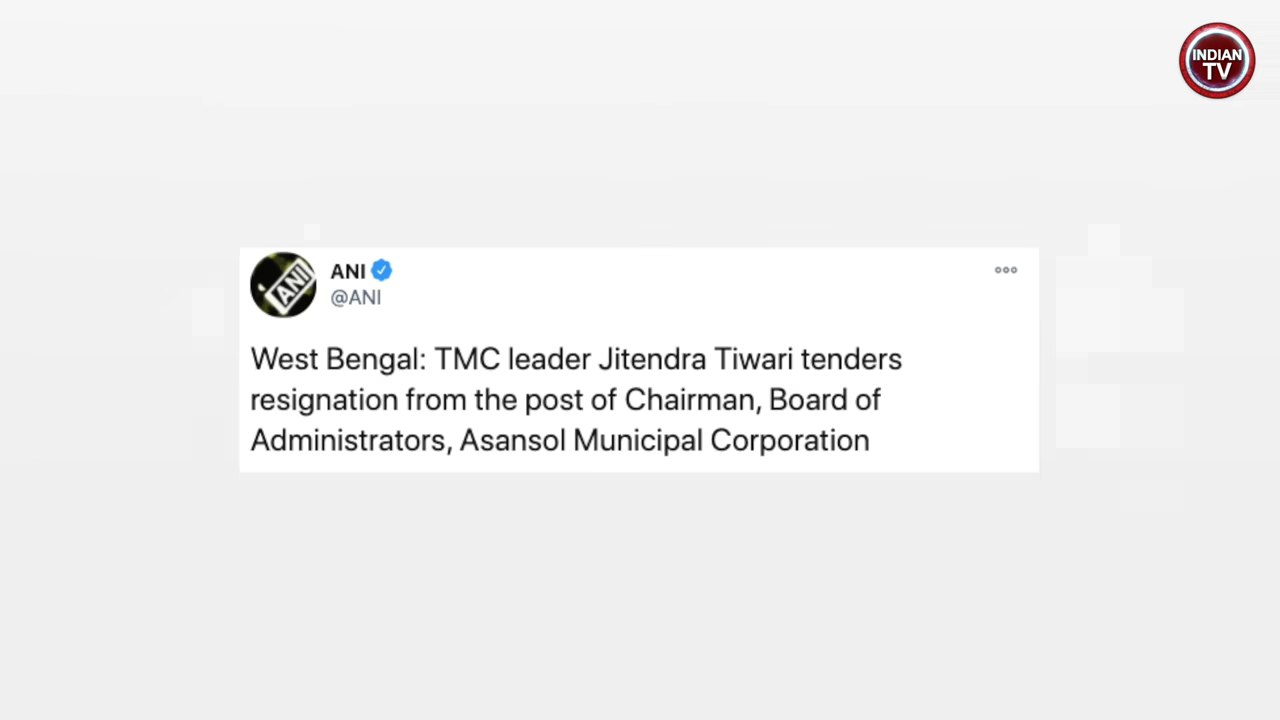 INDIAN
TV
ANI
ANI
@ANI
West Bengal: TMC leader Jitendra Tiwari tenders
resignation from the post of Chairman, Board of
Administrators, Asansol Municipal Corporation